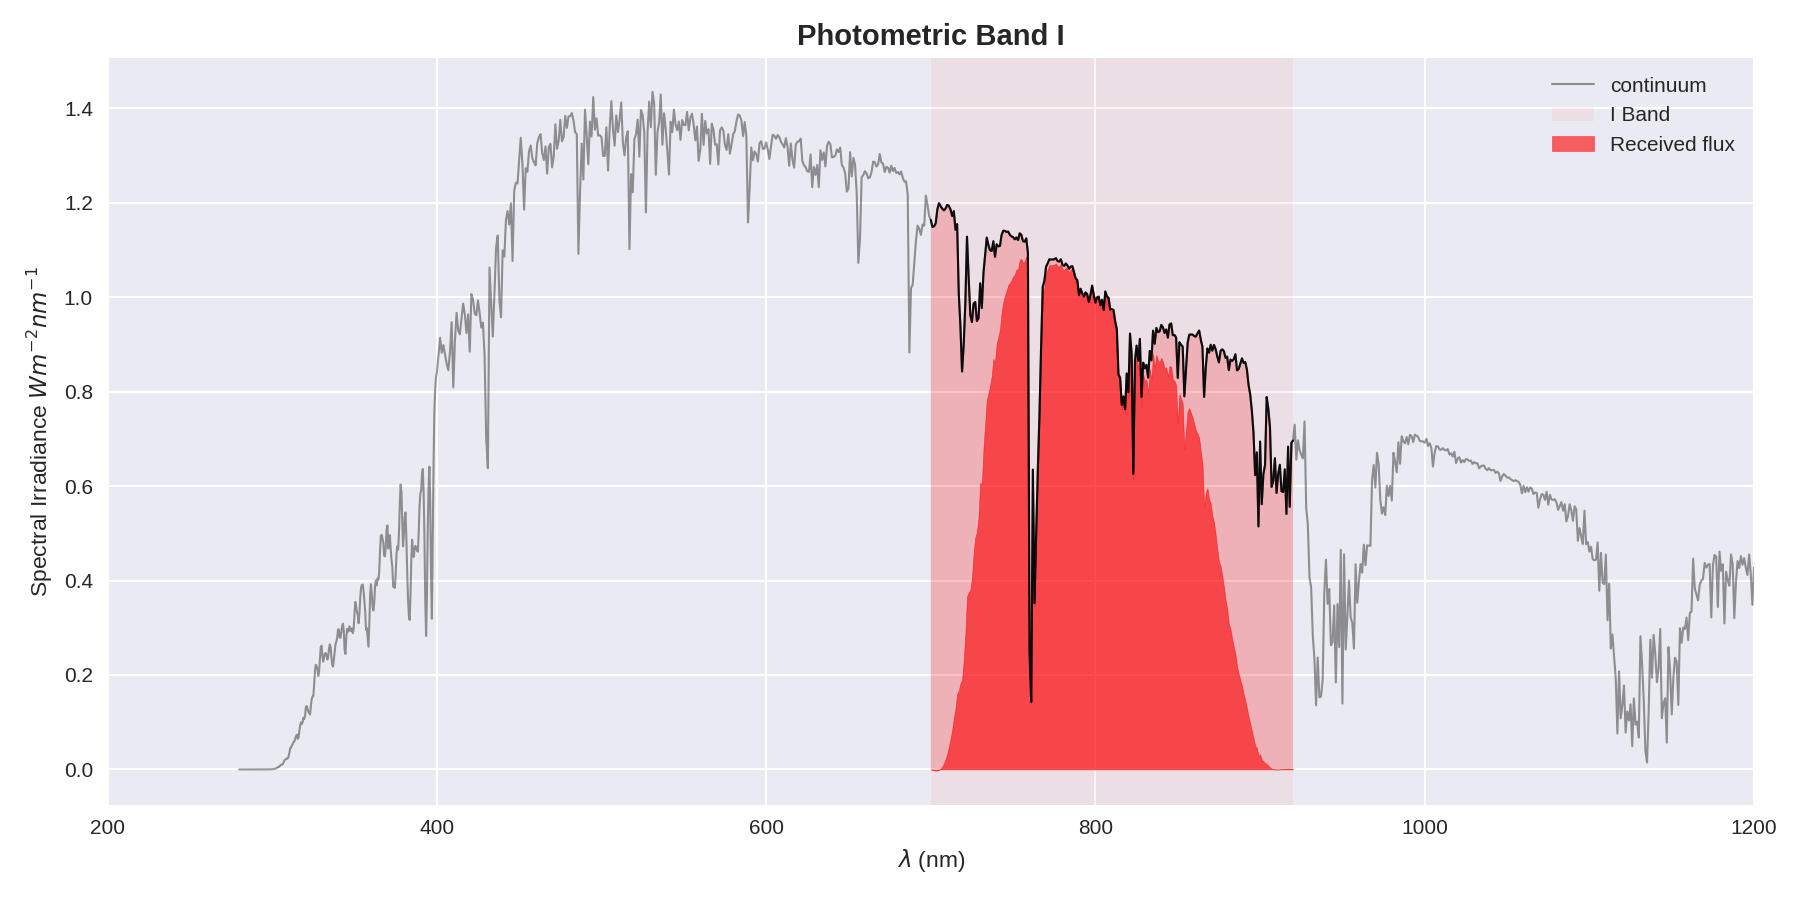 Photometric Band I
continuum
I Band
Received flux
1.4
1.2
1.0
0.8
0.6
0.4
0.2
0.0
Spectral Irradiance Wm⁻²nm⁻¹
200 400 600 800 1000 1200
λ (nm)